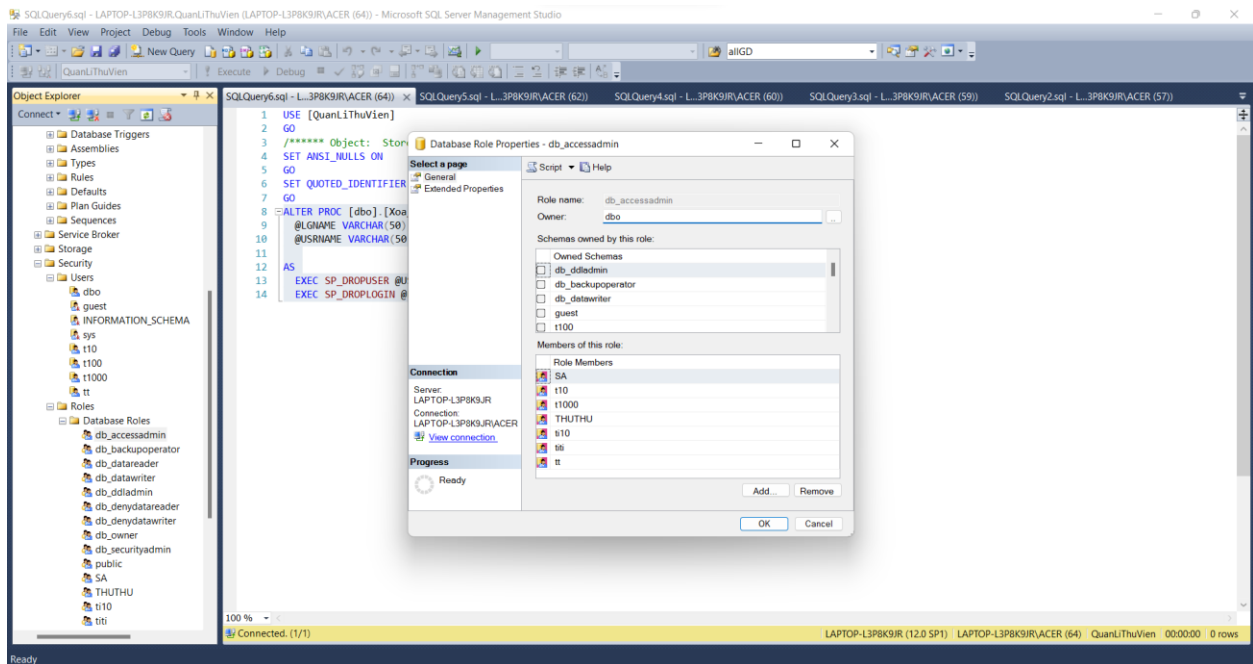 SQLQuery6.sql - LAPTOP-L3P8K9JR.QuanLiThuVien (LAPTOP-L3P8K9JR\ACER (64)) - Microsoft SQL Server Management Studio
File Edit View Project Debug Tools Window Help
New Query allGD
QuanLiThuVien Execute Debug
Object Explorer
Connect
Database Triggers
Assemblies
Types
Rules
Defaults
Plan Guides
Sequences
Service Broker
Storage
Security
Users
dbo
guest
INFORMATION_SCHEMA
sys
t10
t100
t1000
tt
Roles
Database Roles
db_accessadmin
db_backupoperator
db_datareader
db_datawriter
db_ddladmin
db_denydatareader
db_denydatawriter
db_owner
db_securityadmin
public
SA
THUTHU
ti10
titi
SQLQuery6.sql - L...3P8K9JR\ACER (64)) SQLQuery5.sql - L...3P8K9JR\ACER (62)) SQLQuery4.sql - L...3P8K9JR\ACER (60)) SQLQuery3.sql - L...3P8K9JR\ACER (59)) SQLQuery2.sql - L...3P8K9JR\ACER (57))
1 USE [QuanLiThuVien]
2 GO
3 /****** Object: Stor
4 SET ANSI_NULLS ON
5 GO
6 SET QUOTED_IDENTIFIER
7 GO
8 ALTER PROC [dbo].[Xoa
9 @LGNAME VARCHAR(50)
10 @USRNAME VARCHAR(50
11
12 AS
13 EXEC SP_DROPUSER @U
14 EXEC SP_DROPLOGIN @
Database Role Properties - db_accessadmin
Select a page
General
Extended Properties
Connection
Server:
LAPTOP-L3P8K9JR
Connection:
LAPTOP-L3P8K9JR\ACER
View connection
Progress
Ready
Script Help
Role name: db_accessadmin
Owner: dbo ...
Schemas owned by this role:
Owned Schemas
db_ddladmin
db_backupoperator
db_datawriter
guest
t100
Members of this role:
Role Members
SA
t10
t1000
THUTHU
ti10
titi
tt
Add... Remove
OK Cancel
100 %
Connected. (1/1) LAPTOP-L3P8K9JR (12.0 SP1) LAPTOP-L3P8K9JR\ACER (64) QuanLiThuVien 00:00:00 0 rows
Ready